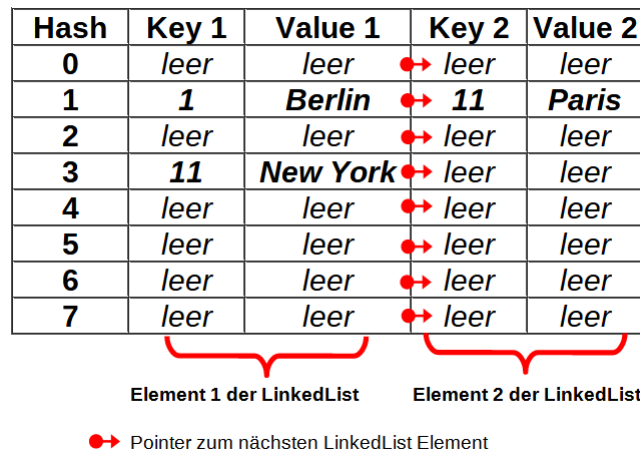 Hash Key 1 Value 1 Key 2 Value 2
0 leer leer leer leer
1 1 Berlin 11 Paris
2 leer leer leer leer
3 11 New York leer leer
4 leer leer leer leer
5 leer leer leer leer
6 leer leer leer leer
7 leer leer leer leer
Element 1 der LinkedList Element 2 der LinkedList
Pointer zum nächsten LinkedList Element